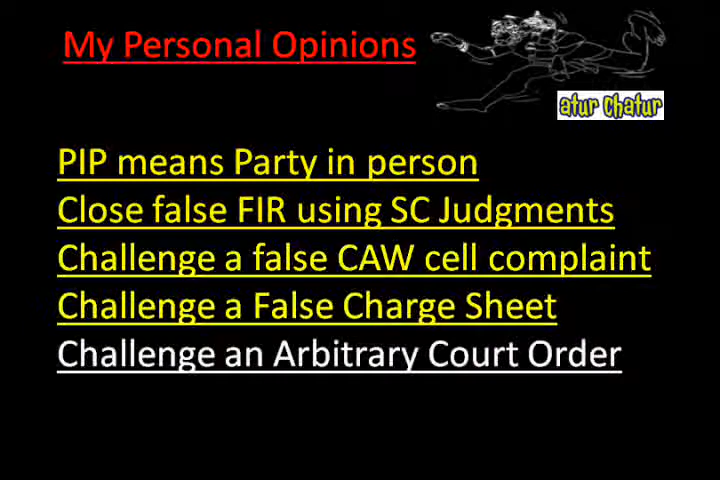 My Personal Opinions
atur chatur
PIP means Party in person
Close false FIR using SC Judgments
Challenge a false CAW cell complaint
Challenge a False Charge Sheet
Challenge an Arbitrary Court Order